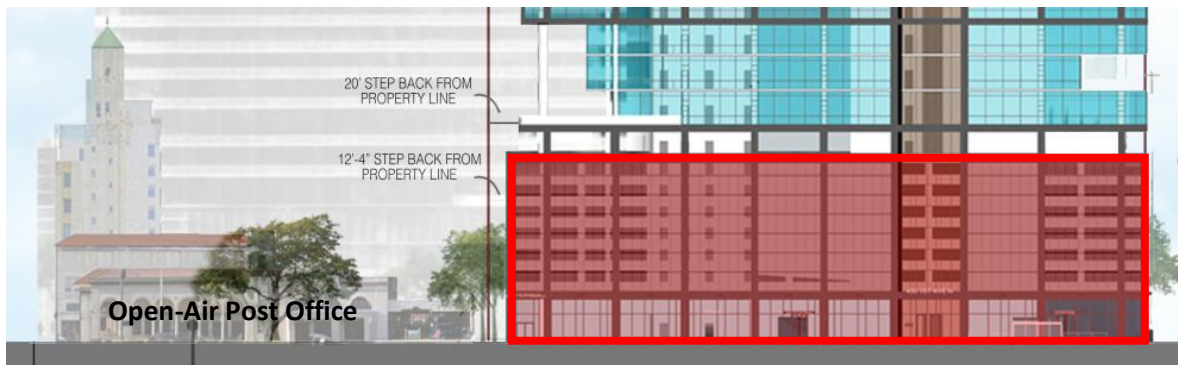 20' STEP BACK FROM
PROPERTY LINE
12'-4" STEP BACK FROM
PROPERTY LINE
Open-Air Post Office